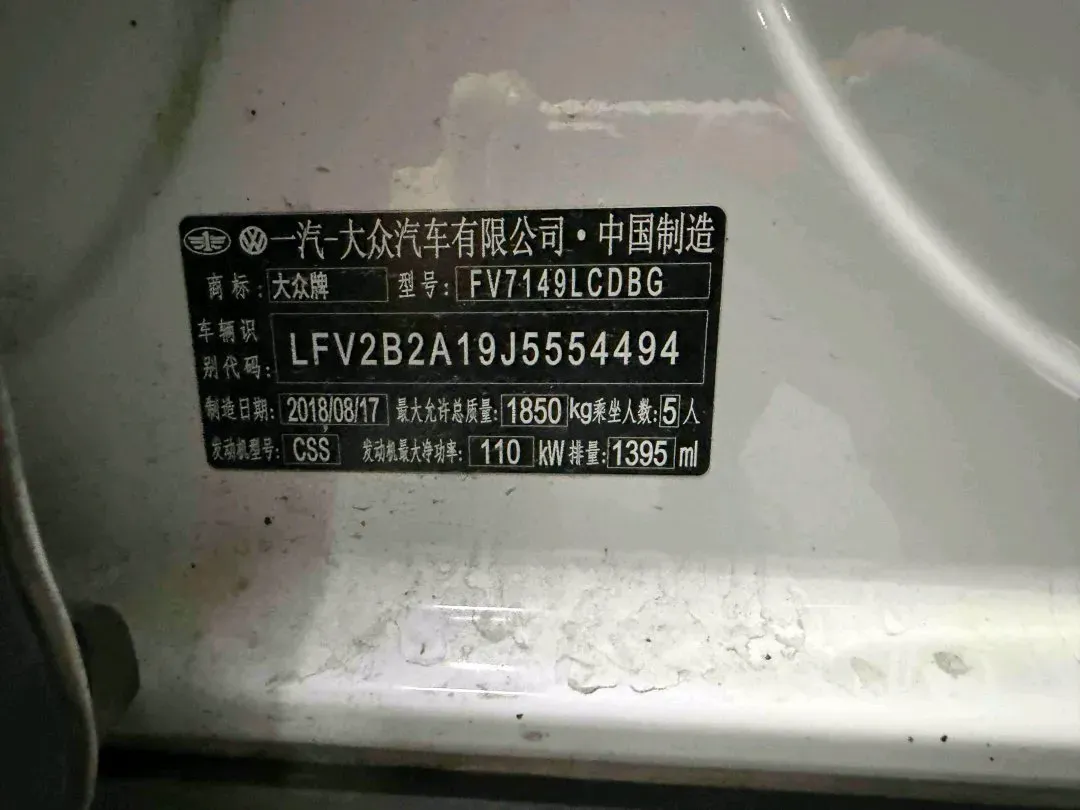 一汽-大众汽车有限公司·中国制造
商标: 大众牌 型号: FV7149LCDBG
车辆识
别代码: LFV2B2A19J5554494
制造日期: 2018/08/17 最大允许总质量: 1850 kg 乘坐人数: 5 人
发动机型号: CSS 发动机最大净功率: 110 kW 排量: 1395 ml